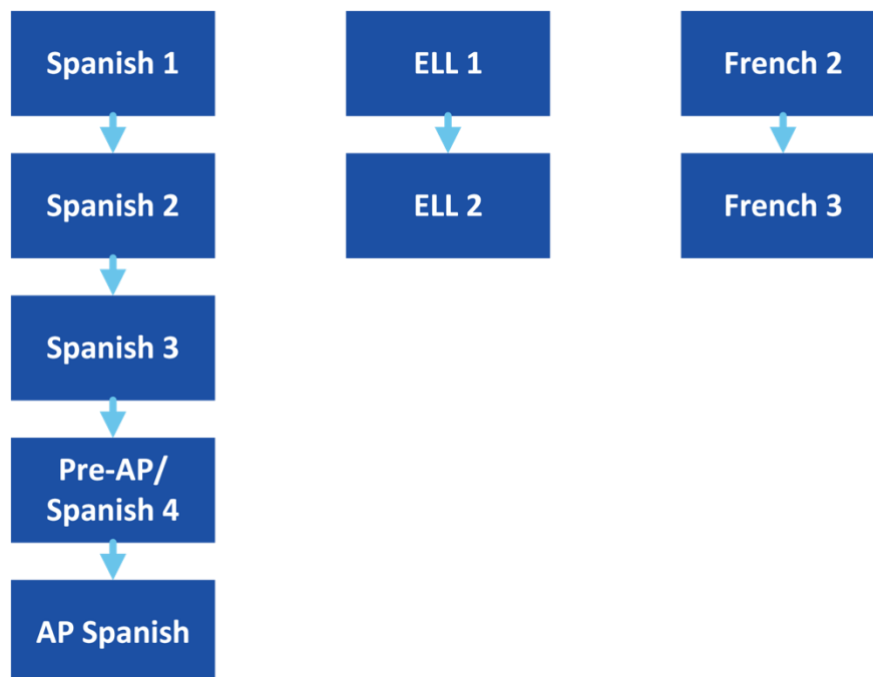 Spanish 1
ELL 1
French 2
Spanish 2
ELL 2
French 3
Spanish 3
Pre-AP/
Spanish 4
AP Spanish